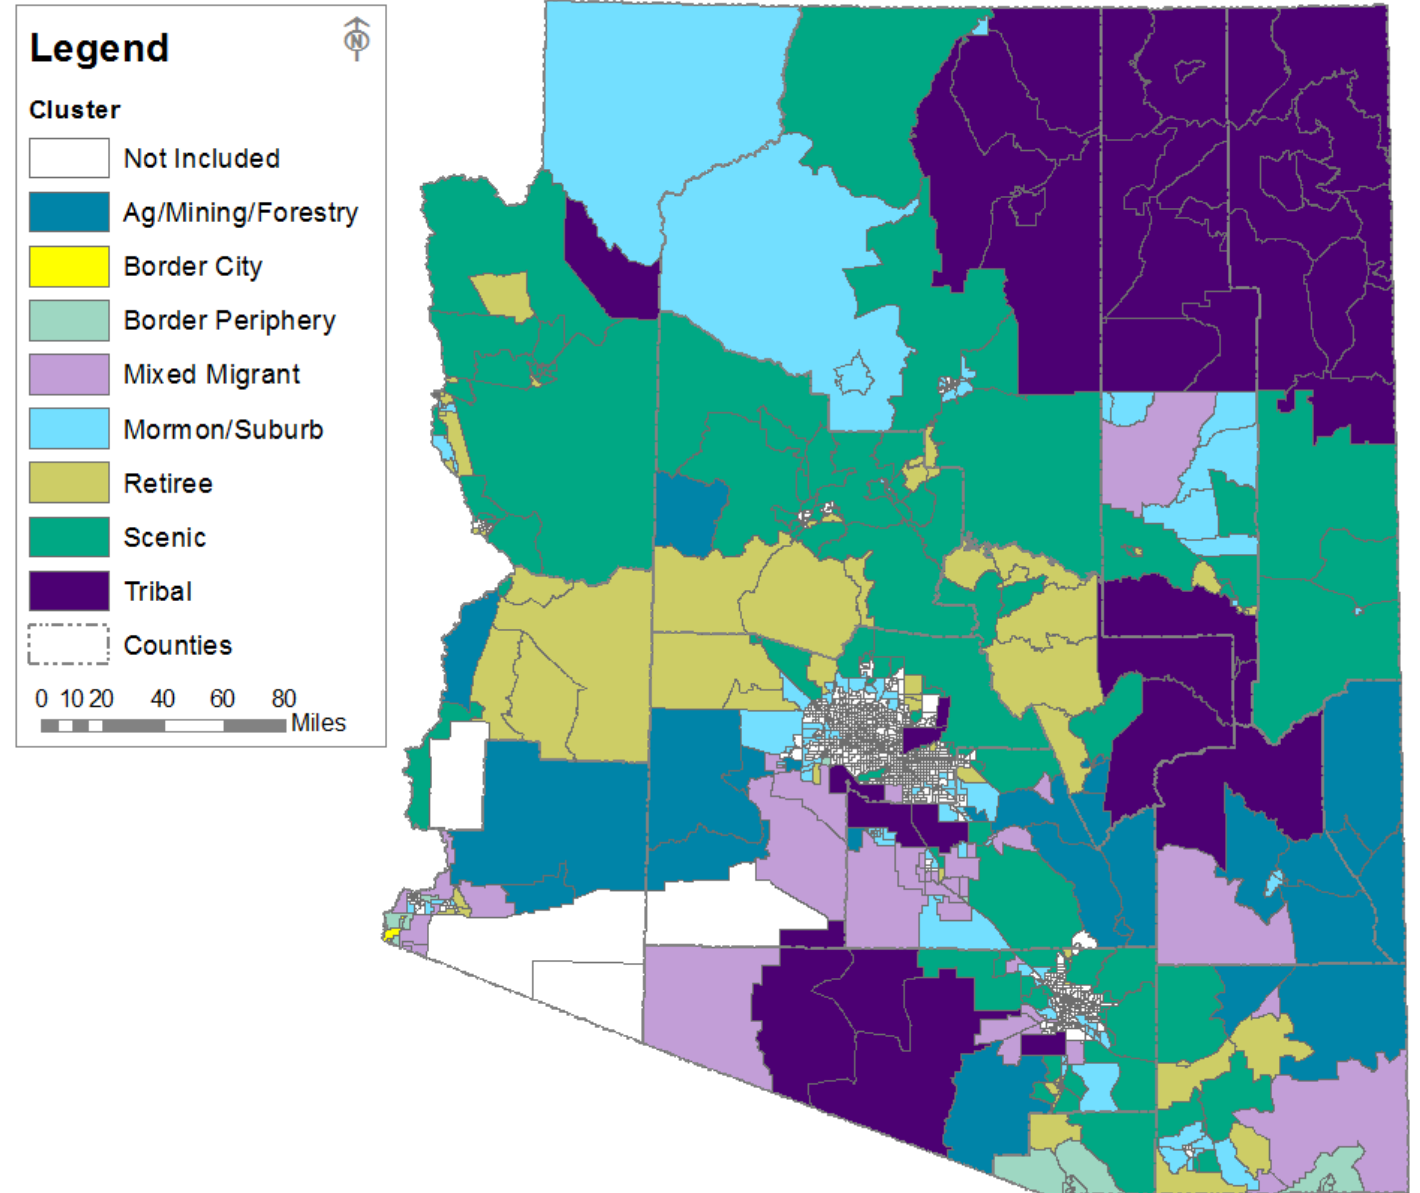 Legend
N
Cluster
Not Included
Ag/Mining/Forestry
Border City
Border Periphery
Mixed Migrant
Mormon/Suburb
Retiree
Scenic
Tribal
Counties
0 10 20 40 60 80
Miles